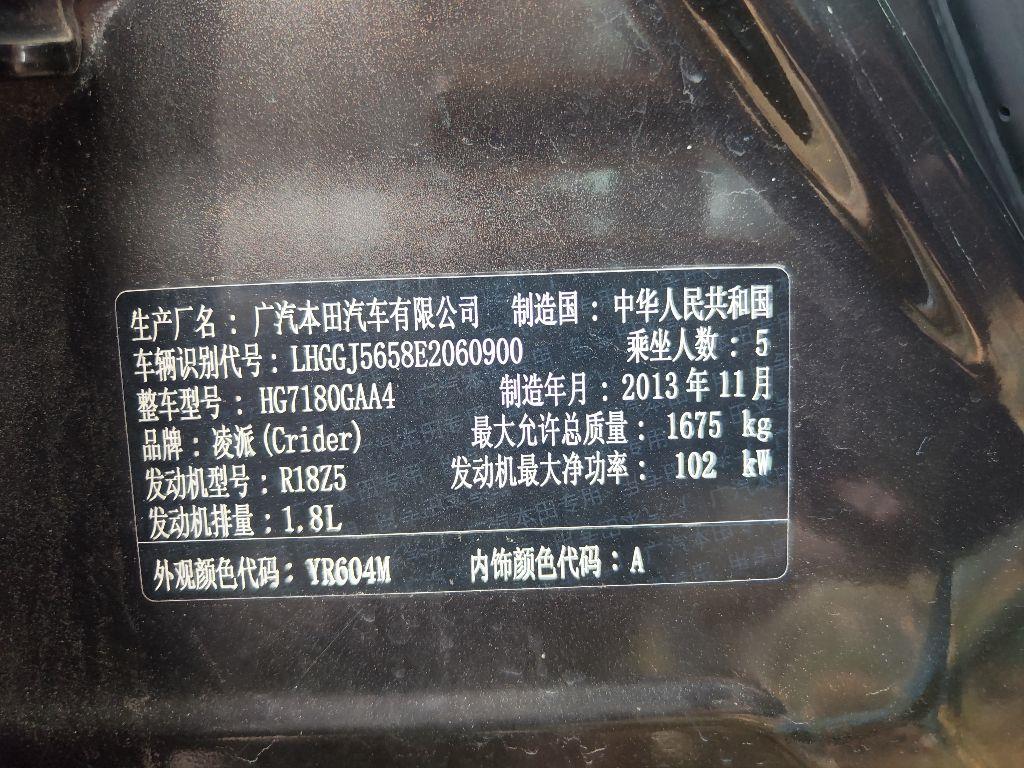 生产厂名：广汽本田汽车有限公司 制造国：中华人民共和国
车辆识别代号：LHGGJ5658E2060900 乘坐人数：5
整车型号：HG7180GAA4 制造年月：2013年11月
品牌：凌派(Crider) 最大允许总质量：1675 kg
发动机型号：R18Z5 发动机最大净功率：102 kW
发动机排量：1.8L
外观颜色代码：YR604M 内饰颜色代码：A